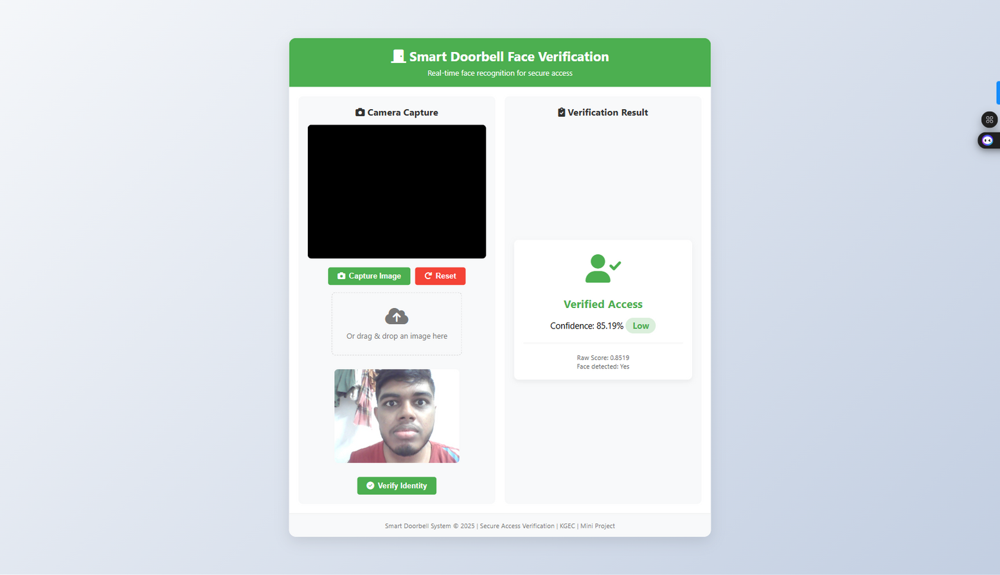 Smart Doorbell Face Verification
Real-time face recognition for secure access
Camera Capture
Capture Image
Reset
Or drag & drop an image here
Verify Identity
Verification Result
Verified Access
Confidence: 85.19% Low
Raw Score: 0.8519
Face detected: Yes
Smart Doorbell System © 2025 | Secure Access Verification | KGEC | Mini Project